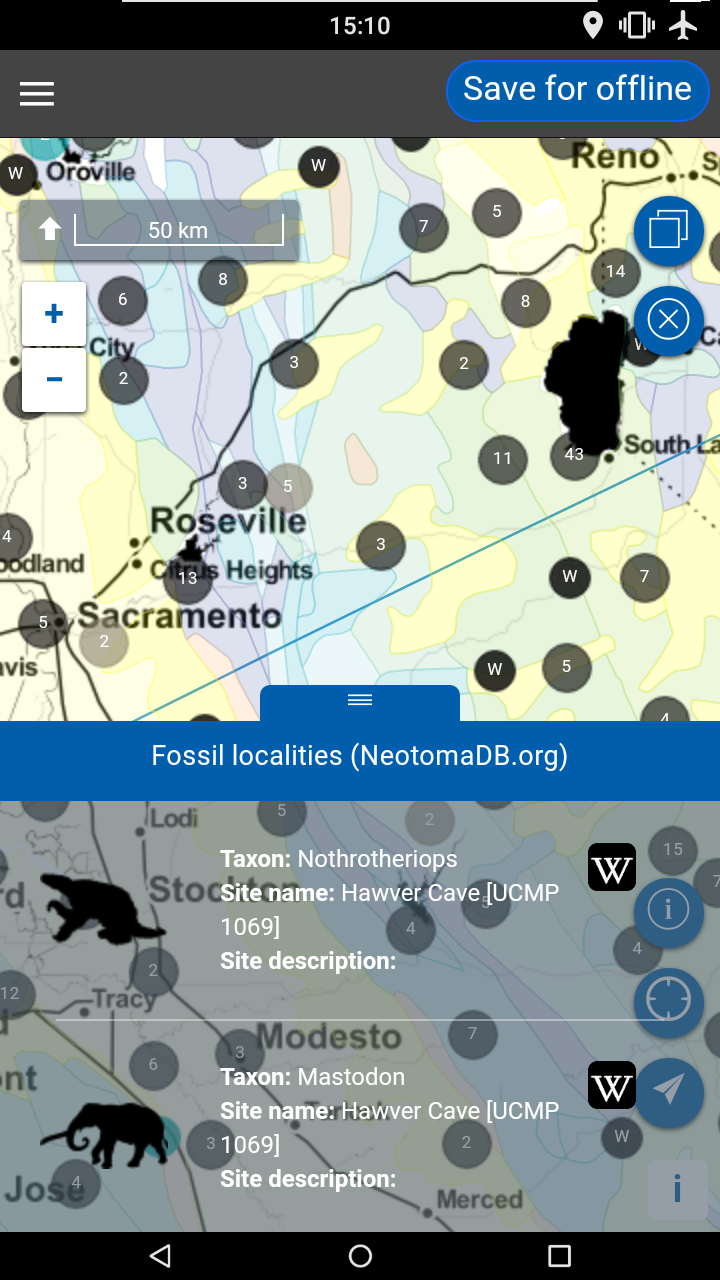 15:10
Save for offline
Oroville
Reno
W
W
5
7
50 km
8
14
6
8
+
City
3
2
2
−
South La
11
43
3
5
Roseville
4
3
Citrus Heights
13
W
7
Sacramento
5
2
W
5
4
Fossil localities (NeotomaDB.org)
Lodi
5
2
Taxon: Nothrotheriops
W
15
Site name: Hawver Cave [UCMP
1069]
Site description:
Stockton
5
4
4
7
i
2
12
Tracy
Modesto
7
3
6
Taxon: Mastodon
W
Site name: Hawver Cave [UCMP
1069]
Site description:
3
2
W
4
Jose
Merced
i